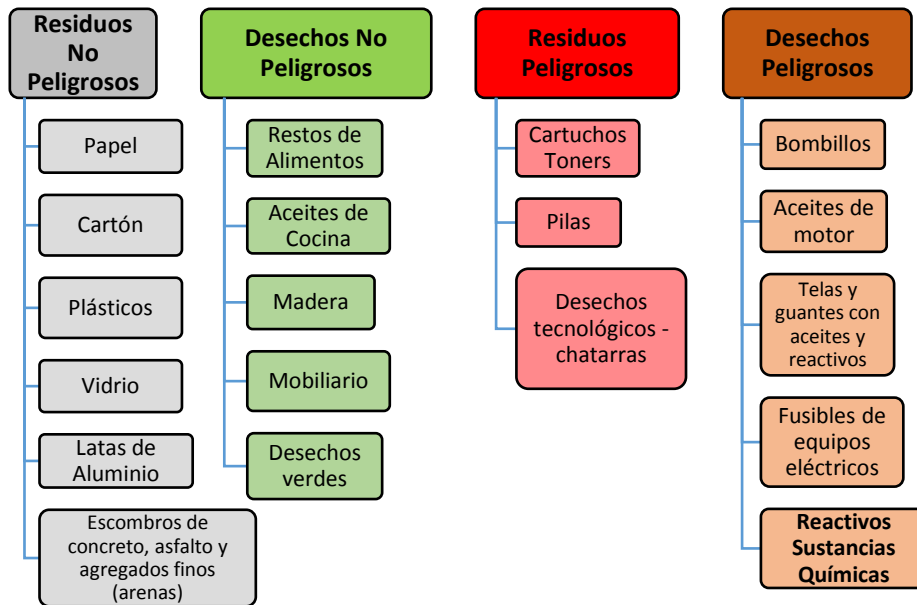 Residuos
No
Peligrosos
Papel
Cartón
Plásticos
Vidrio
Latas de
Aluminio
Escombros de
concreto, asfalto y
agregados finos
(arenas)
Desechos No
Peligrosos
Restos de
Alimentos
Aceites de
Cocina
Madera
Mobiliario
Desechos
verdes
Residuos
Peligrosos
Cartuchos
Toners
Pilas
Desechos
tecnológicos -
chatarras
Desechos
Peligrosos
Bombillos
Aceites de
motor
Telas y
guantes con
aceites y
reactivos
Fusibles de
equipos
eléctricos
Reactivos
Sustancias
Químicas